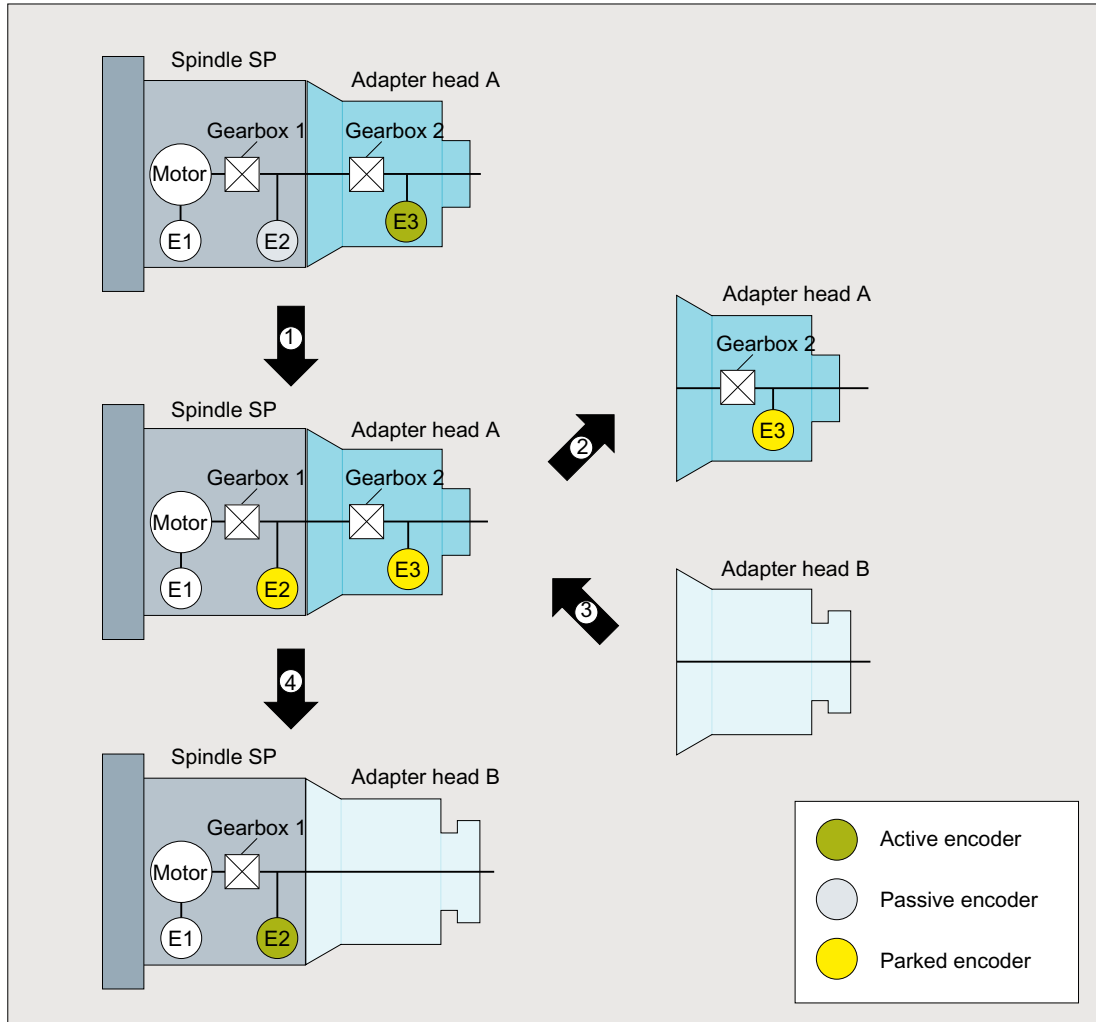 Spindle SP
Adapter head A
Gearbox 1
Gearbox 2
Motor
E1
E2
E3
1
Adapter head A
Gearbox 2
E3
Spindle SP
Adapter head A
Gearbox 1
Gearbox 2
Motor
E1
E2
E3
2
Adapter head B
3
4
Spindle SP
Adapter head B
Gearbox 1
Motor
E1
E2
Active encoder
Passive encoder
Parked encoder